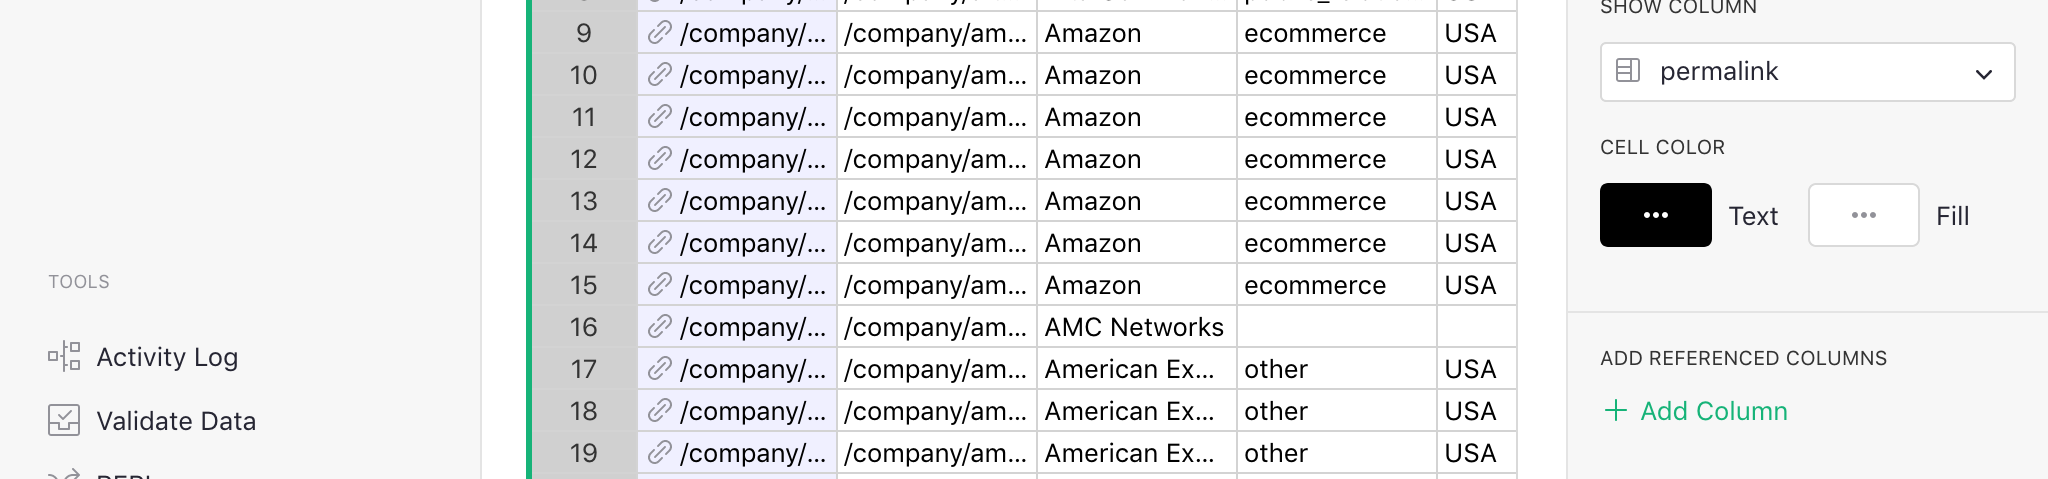 9 /company/... /company/am... Amazon ecommerce USA
10 /company/... /company/am... Amazon ecommerce USA
11 /company/... /company/am... Amazon ecommerce USA
12 /company/... /company/am... Amazon ecommerce USA
13 /company/... /company/am... Amazon ecommerce USA
14 /company/... /company/am... Amazon ecommerce USA
15 /company/... /company/am... Amazon ecommerce USA
16 /company/... /company/am... AMC Networks
17 /company/... /company/am... American Ex... other USA
18 /company/... /company/am... American Ex... other USA
19 /company/... /company/am... American Ex... other USA
TOOLS
Activity Log
Validate Data
SHOW COLUMN
permalink
CELL COLOR
Text
Fill
ADD REFERENCED COLUMNS
+ Add Column